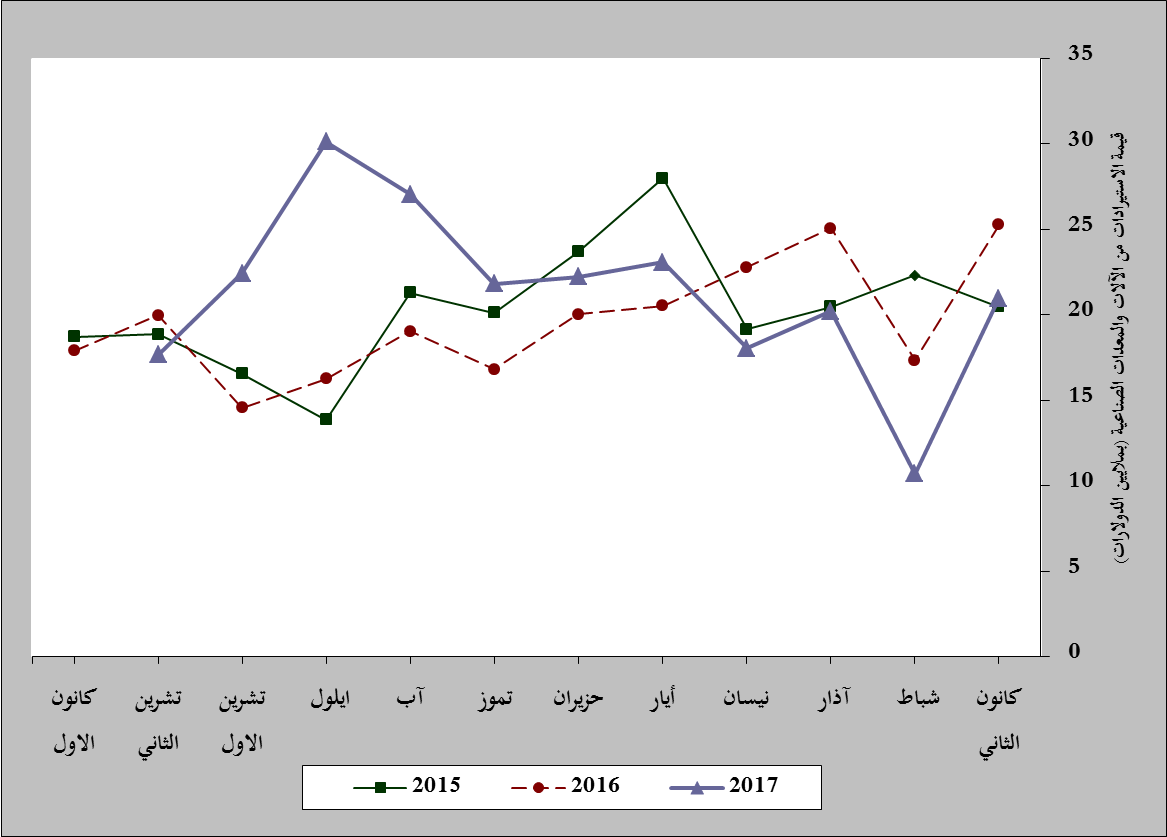 35
30
25
20
15
10
5
0
قيمة الاستيرادات من الآلات والمعدات الصناعية (بملايين الدولارات)
كانون الثاني
شباط
آذار
نيسان
أيار
حزيران
تموز
آب
ايلول
تشرين الاول
تشرين الثاني
كانون الاول
2015
2016
2017